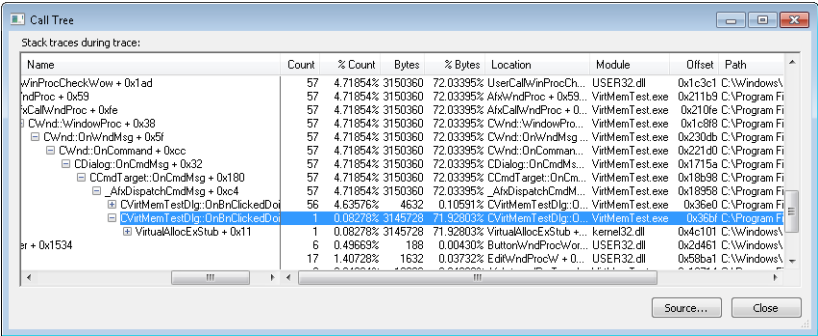 Call Tree
Stack traces during trace:
Name Count % Count Bytes % Bytes Location Module Offset Path
WinProcCheckWow + 0x1ad 57 4.71854% 3150360 72.03395% UserCallWinProcCh... USER32.dll 0x1c3c1 C:\Windows\
ndProc + 0x59 57 4.71854% 3150360 72.03395% AfxWndProc + 0x59... VirtMemTest.exe 0x211b9 C:\Program Fi
xCallWndProc + 0xfe 57 4.71854% 3150360 72.03395% AfxCallWndProc + 0... VirtMemTest.exe 0x210fe C:\Program Fi
CWnd::WindowProc + 0x38 57 4.71854% 3150360 72.03395% CWnd::WindowPro... VirtMemTest.exe 0x1c8f8 C:\Program Fi
CWnd::OnWndMsg + 0x5f 57 4.71854% 3150360 72.03395% CWnd::OnWndMsg ... VirtMemTest.exe 0x230db C:\Program Fi
CWnd::OnCommand + 0xcc 57 4.71854% 3150360 72.03395% CWnd::OnComman... VirtMemTest.exe 0x221d0 C:\Program Fi
CDialog::OnCmdMsg + 0x32 57 4.71854% 3150360 72.03395% CDialog::OnCmdMs... VirtMemTest.exe 0x1715a C:\Program Fi
CCmdTarget::OnCmdMsg + 0x180 57 4.71854% 3150360 72.03395% CCmdTarget::OnCm... VirtMemTest.exe 0x18b98 C:\Program Fi
_AfxDispatchCmdMsg + 0xc4 57 4.71854% 3150360 72.03395% _AfxDispatchCmdM... VirtMemTest.exe 0x18958 C:\Program Fi
CVirtMemTestDlg::OnBnClickedDoi 56 4.63576% 4632 0.10591% CVirtMemTestDlg::O... VirtMemTest.exe 0x36e0 C:\Program Fi
CVirtMemTestDlg::OnBnClickedDoi 1 0.08278% 3145728 71.92803% CVirtMemTestDlg::O... VirtMemTest.exe 0x36bf C:\Program Fi
VirtualAllocExStub + 0x11 1 0.08278% 3145728 71.92803% VirtualAllocExStub +... kernel32.dll 0x4c101 C:\Windows\
er + 0x1534 6 0.49669% 188 0.00430% ButtonWndProcWor... USER32.dll 0x2d461 C:\Windows\
17 1.40728% 1632 0.03732% EditWndProcW + 0... USER32.dll 0x58ba1 C:\Windows\
Source... Close